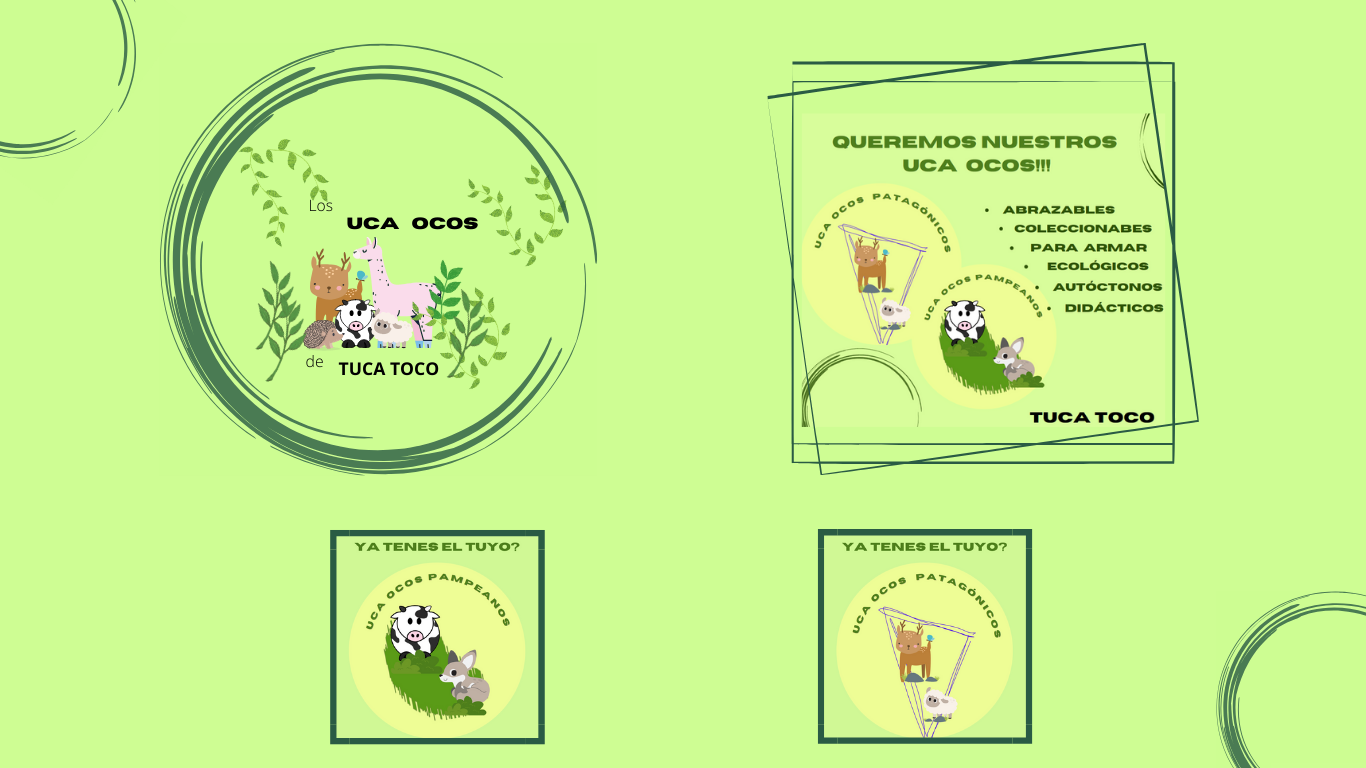 Los
UCA OCOS
de
TUCA TOCO
QUEREMOS NUESTROS
UCA OCOS!!!
UCA OCOS PATAGÓNICOS
UCA OCOS PAMPEANOS
• ABRAZABLES
• COLECCIONABES
• PARA ARMAR
• ECOLÓGICOS
• AUTÓCTONOS
• DIDÁCTICOS
TUCA TOCO
YA TENES EL TUYO?
UCA OCOS PAMPEANOS
YA TENES EL TUYO?
UCA OCOS PATAGÓNICOS